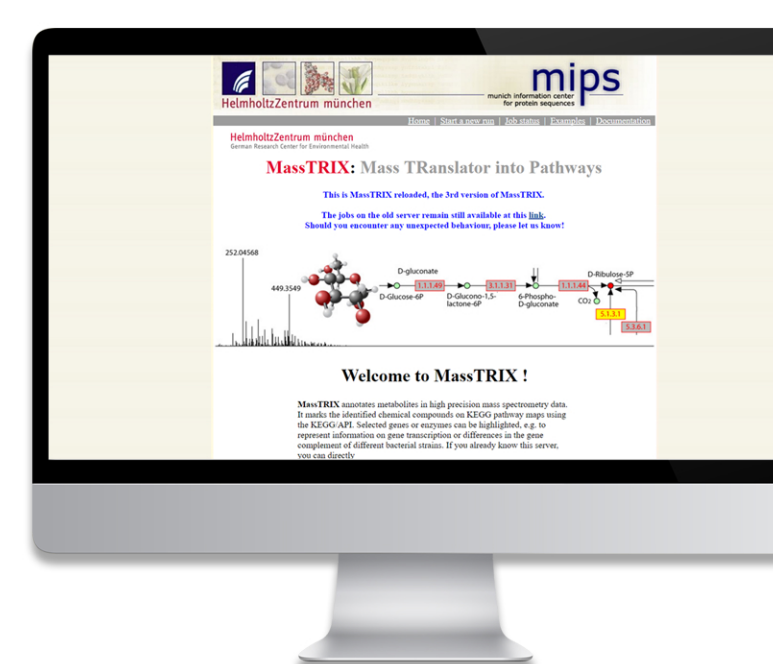 mips
munich information center
for protein sequences
HelmholtzZentrum münchen
Home | Start a new run | Job status | Examples | Documentation
HelmholtzZentrum münchen
German Research Center for Environmental Health
MassTRIX: Mass TRanslator into Pathways
This is MassTRIX reloaded, the 3rd version of MassTRIX.
The jobs on the old server remain still available at this link.
Should you encounter any unexpected behaviour, please let us know!
252.04568
449.3549
D-gluconate
D-Ribulose-5P
1.1.1.49
3.1.1.31
1.1.1.44
D-Glucose-6P
D-Glucono-1,5-
lactone-6P
6-Phospho-
D-gluconate
CO2
5.1.3.1
5.3.6.1
Welcome to MassTRIX !
MassTRIX annotates metabolites in high precision mass spectrometry data.
It marks the identified chemical compounds on KEGG pathway maps using
the KEGG/API. Selected genes or enzymes can be highlighted, e.g. to
represent information on gene transcription or differences in the gene
complement of different bacterial strains. If you already know this server,
you can directly